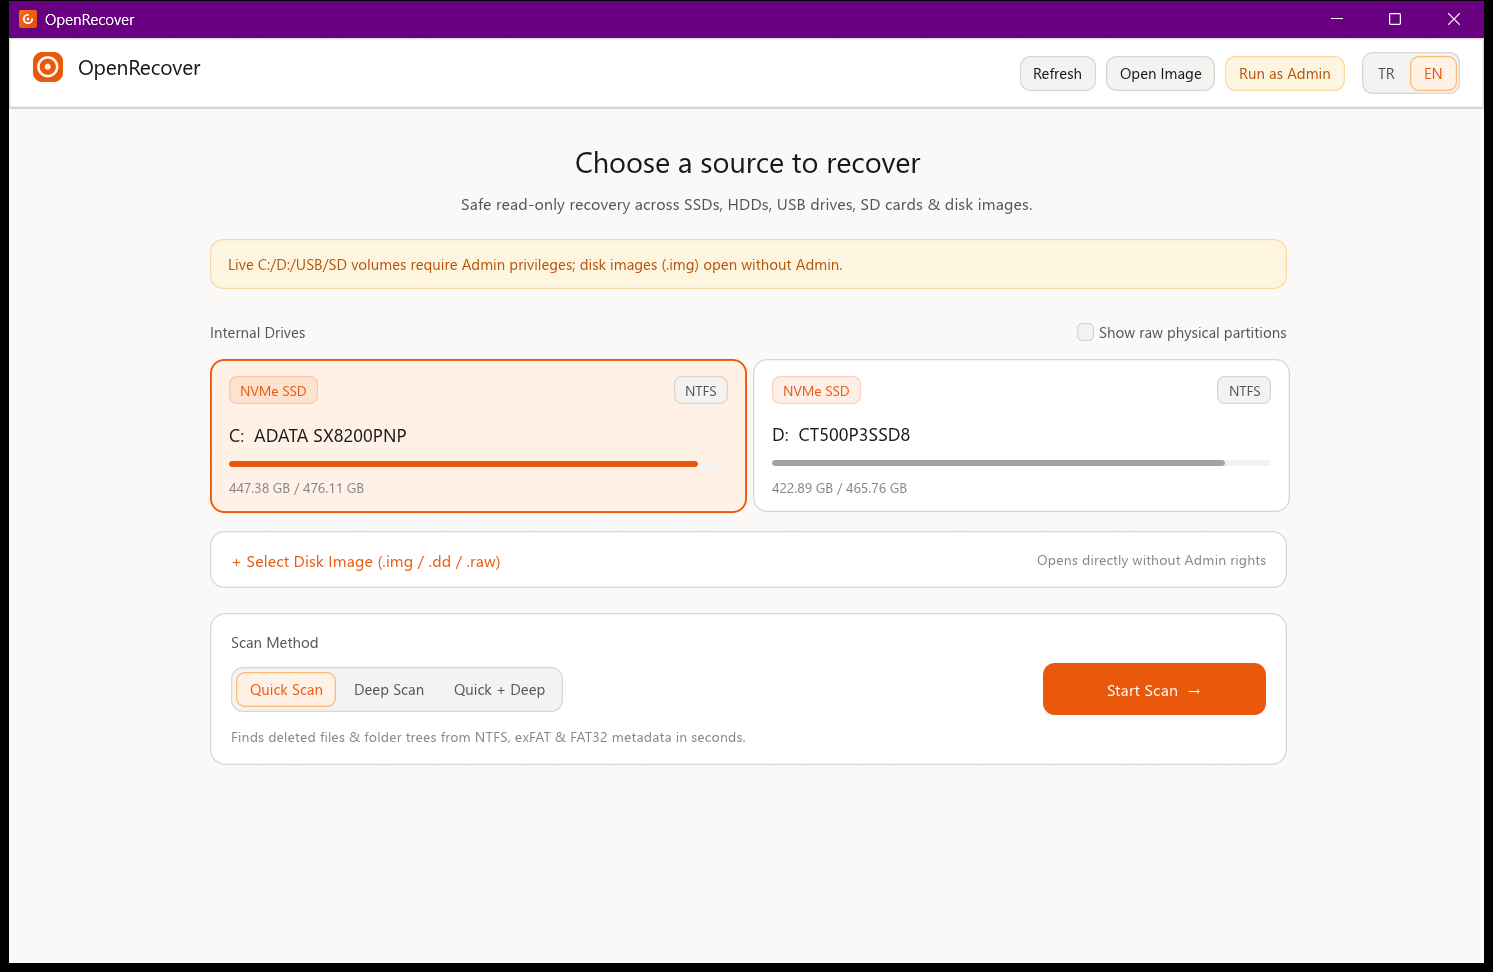 OpenRecover
OpenRecover
Refresh
Open Image
Run as Admin
TR
EN
Choose a source to recover
Safe read-only recovery across SSDs, HDDs, USB drives, SD cards & disk images.
Live C:/D:/USB/SD volumes require Admin privileges; disk images (.img) open without Admin.
Internal Drives
Show raw physical partitions
NVMe SSD
NTFS
C: ADATA SX8200PNP
447.38 GB / 476.11 GB
NVMe SSD
NTFS
D: CT500P3SSD8
422.89 GB / 465.76 GB
+ Select Disk Image (.img / .dd / .raw)
Opens directly without Admin rights
Scan Method
Quick Scan
Deep Scan
Quick + Deep
Start Scan →
Finds deleted files & folder trees from NTFS, exFAT & FAT32 metadata in seconds.